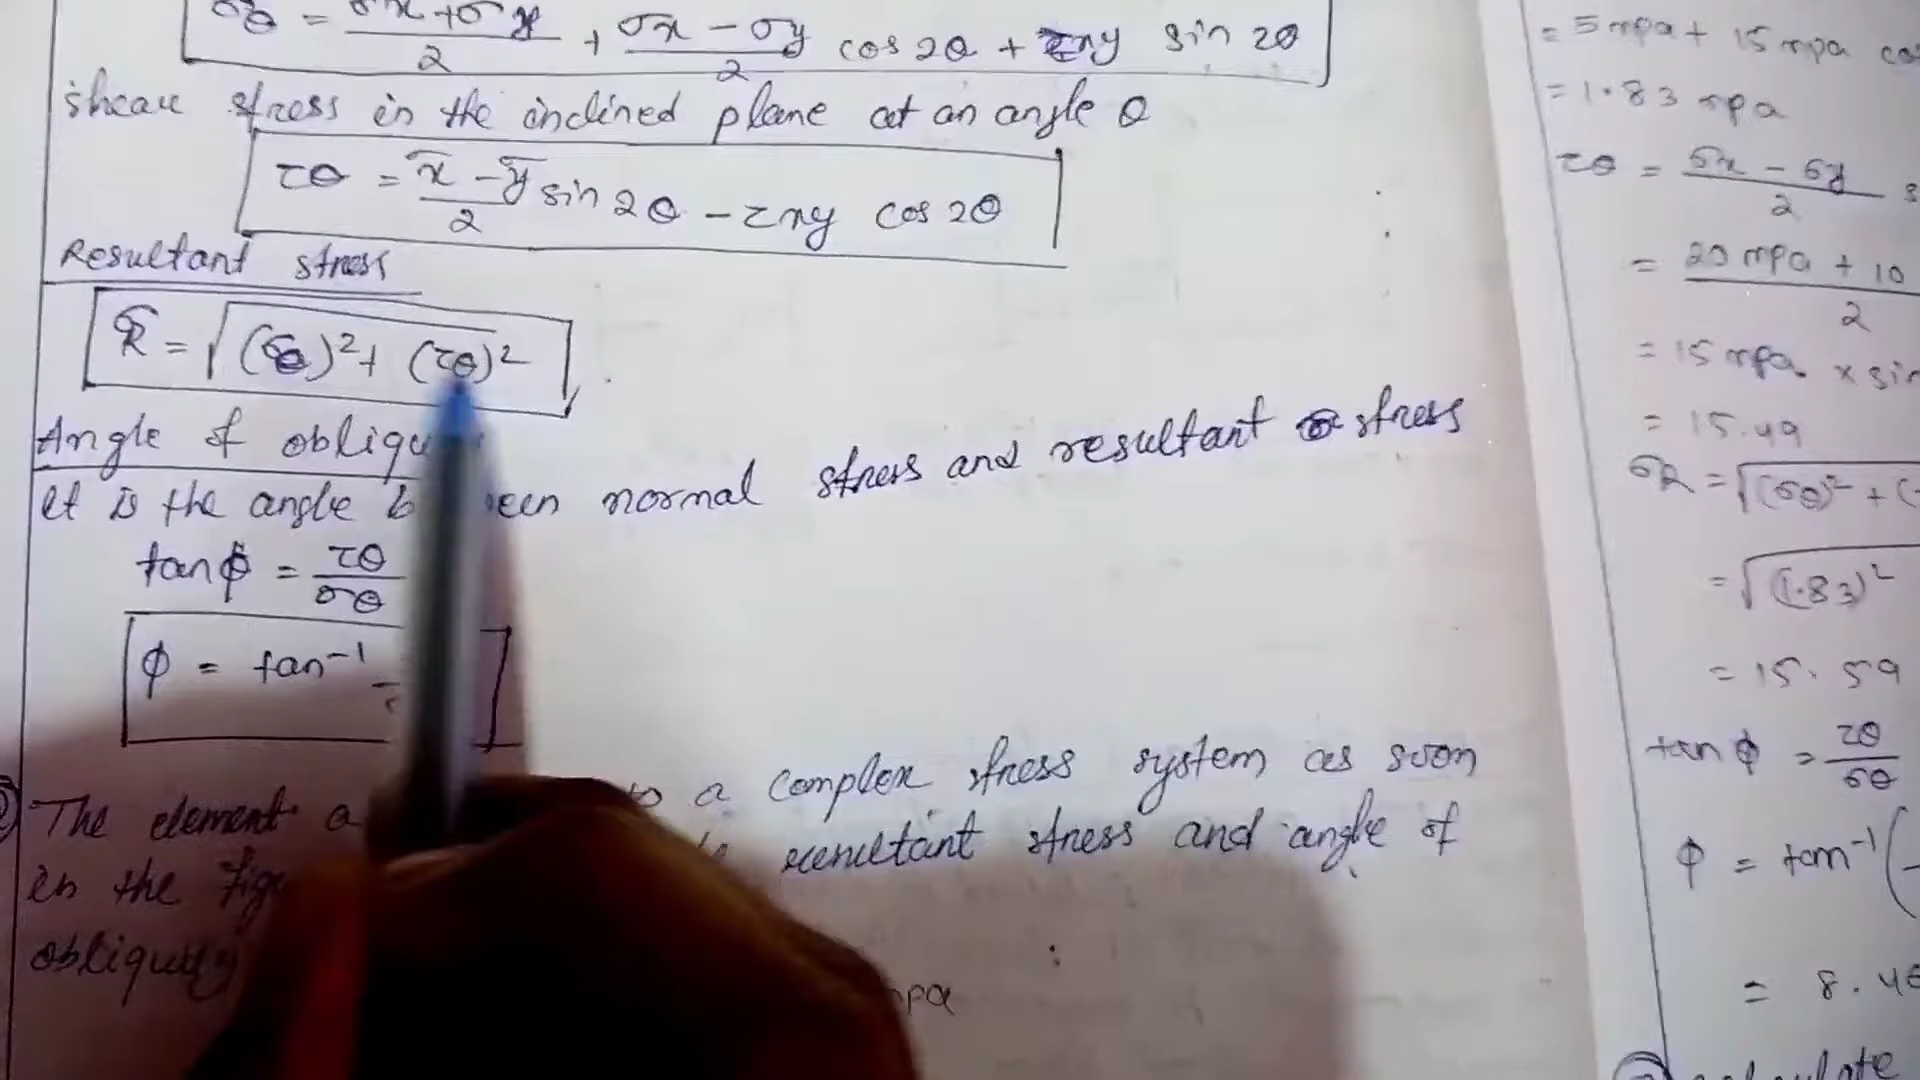 σθ = σx+σy/2 + σx-σy/2 cos 2θ + τxy sin 2θ
shear stress in the inclined plane at an angle θ
τθ = σx-σy/2 sin 2θ - τxy cos 2θ
Resultant stress
σR = √(σθ)² + (τθ)²
Angle of
It is the angle normal stress and resultant stress
tanϕ = τθ/σθ
ϕ = tan⁻¹
The element a complex stress system as soon
in the resultant stress and angle of
obliquity
mpa
= 5 mpa + 15 mpa
= 1.83 mpa
τθ = σx - σy/2
= 20 mpa + 10/2
= 15 mpa × sin
= 15.49
σR = √(σθ)² +
= √(1.83)²
= 15.59
tanϕ = τθ/σθ
ϕ = tan⁻¹(
= 8.4